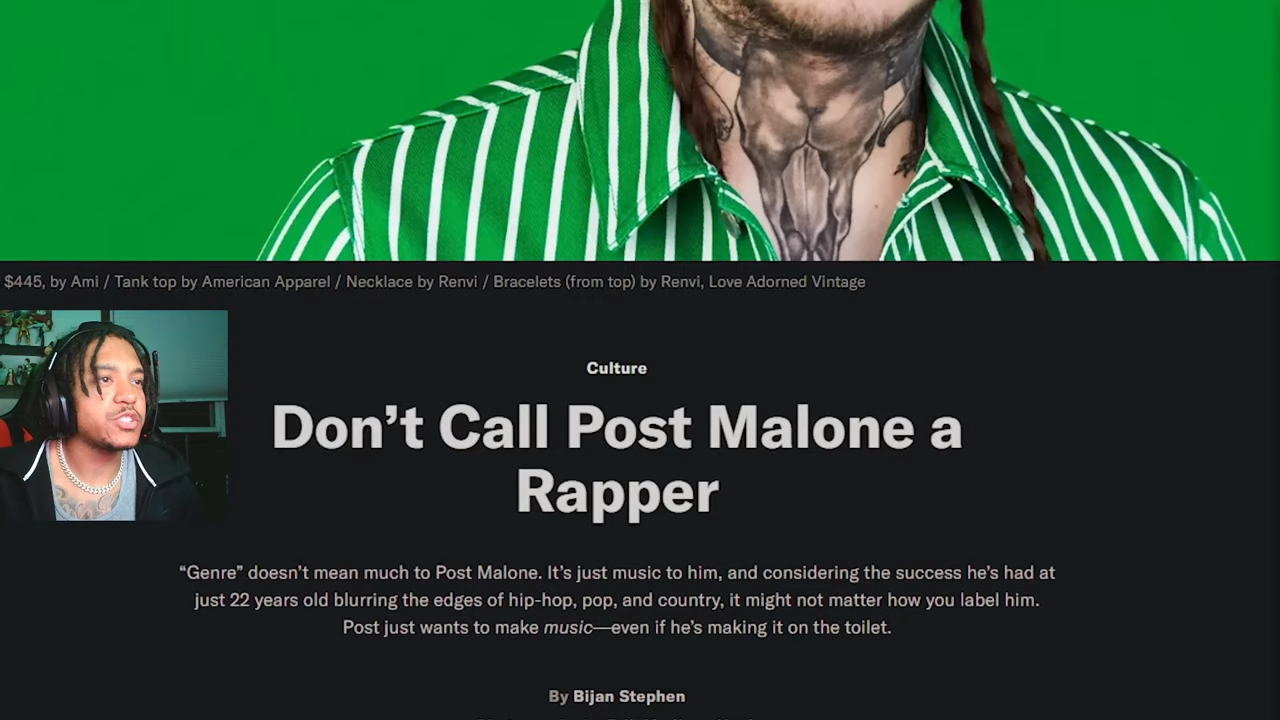 $445, by Ami / Tank top by American Apparel / Necklace by Renvi / Bracelets (from top) by Renvi, Love Adorned Vintage
Culture
Don’t Call Post Malone a
Rapper
“Genre” doesn’t mean much to Post Malone. It’s just music to him, and considering the success he’s had at
just 22 years old blurring the edges of hip-hop, pop, and country, it might not matter how you label him.
Post just wants to make music—even if he’s making it on the toilet.
By Bijan Stephen